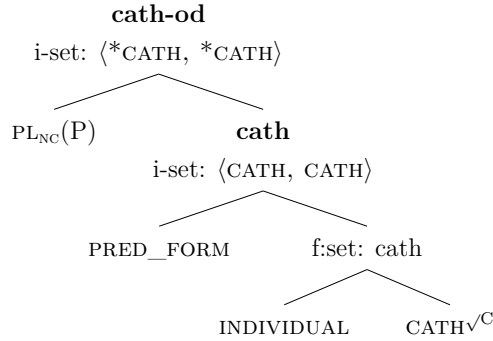 cath-od
i-set: ⟨*CATH, *CATH⟩
PL_NC(P)
cath
i-set: ⟨CATH, CATH⟩
PRED_FORM
f:set: cath
INDIVIDUAL
CATH^√C